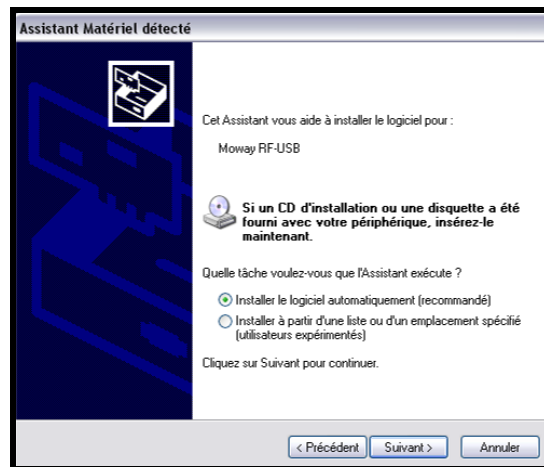 Assistant Matériel détecté
Cet Assistant vous aide à installer le logiciel pour :
Moway RF-USB
Si un CD d'installation ou une disquette a été
fourni avec votre périphérique, insérez-le
maintenant.
Quelle tâche voulez-vous que l'Assistant exécute ?
Installer le logiciel automatiquement (recommandé)
Installer à partir d'une liste ou d'un emplacement spécifié
(utilisateurs expérimentés)
Cliquez sur Suivant pour continuer.
< Précédent Suivant > Annuler